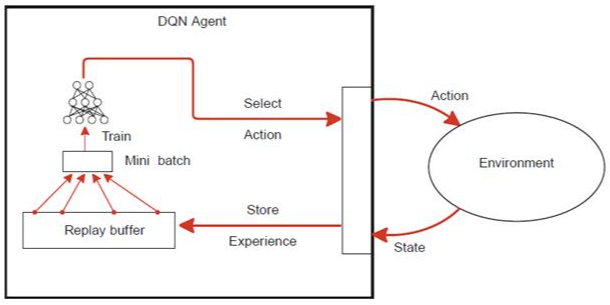 DQN Agent
Select
Action
Train
Mini batch
Store
Experience
Replay buffer
Action
Environment
State